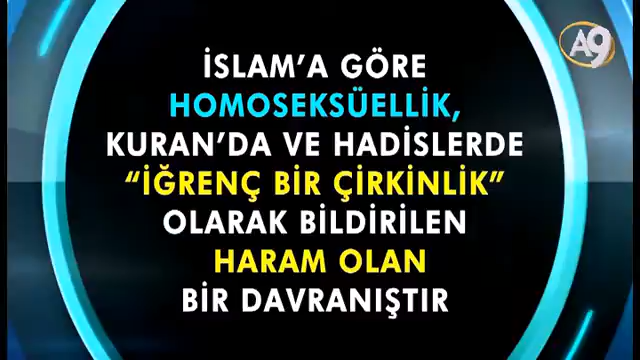 A9
İSLAM'A GÖRE
HOMOSEKSÜELLİK,
KURAN'DA VE HADİSLERDE
“İĞRENÇ BİR ÇİRKİNLİK”
OLARAK BİLDİRİLEN
HARAM OLAN
BİR DAVRANIŞTIR